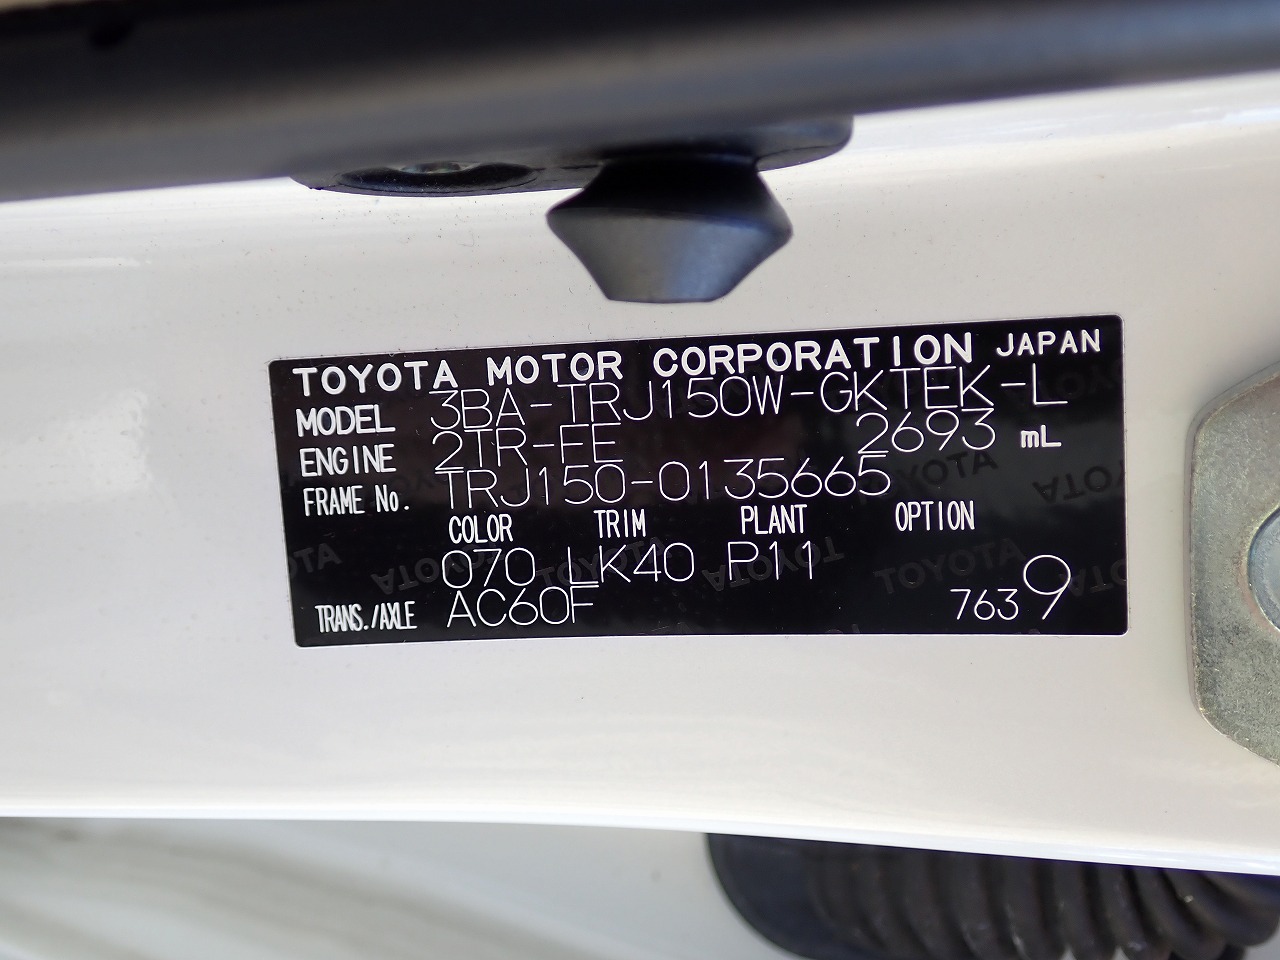 TOYOTA MOTOR CORPORATION JAPAN
MODEL 3BA-TRJ150W-GKTEK-L
ENGINE 2TR-FE 2693 mL
FRAME No. TRJ150-0135665
COLOR TRIM PLANT OPTION
070 LK40 P11
TRANS./AXLE AC60F 7639